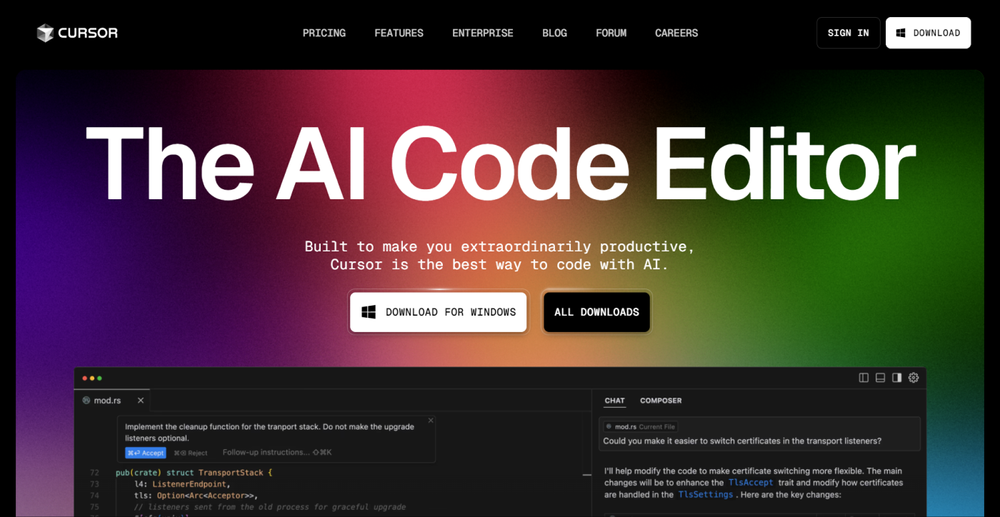 CURSOR
PRICING FEATURES ENTERPRISE BLOG FORUM CAREERS
SIGN IN
DOWNLOAD
The AI Code Editor
Built to make you extraordinarily productive,
Cursor is the best way to code with AI.
DOWNLOAD FOR WINDOWS
ALL DOWNLOADS
mod.rs
Implement the cleanup function for the tranport stack. Do not make the upgrade
listeners optional.
⌘⏎ Accept ⌘⌫ Reject Follow-up instructions... ⇧⌘K
72 pub(crate) struct TransportStack {
73 l4: ListenerEndpoint,
74 tls: Option<Arc<Acceptor>>,
75 // listeners sent from the old process for graceful upgrade
CHAT COMPOSER
mod.rs Current File
Could you make it easier to switch certificates in the transport listeners?
I'll help modify the code to make certificate switching more flexible. The main
changes will be to enhance the TlsAccept trait and modify how certificates
are handled in the TlsSettings. Here are the key changes: